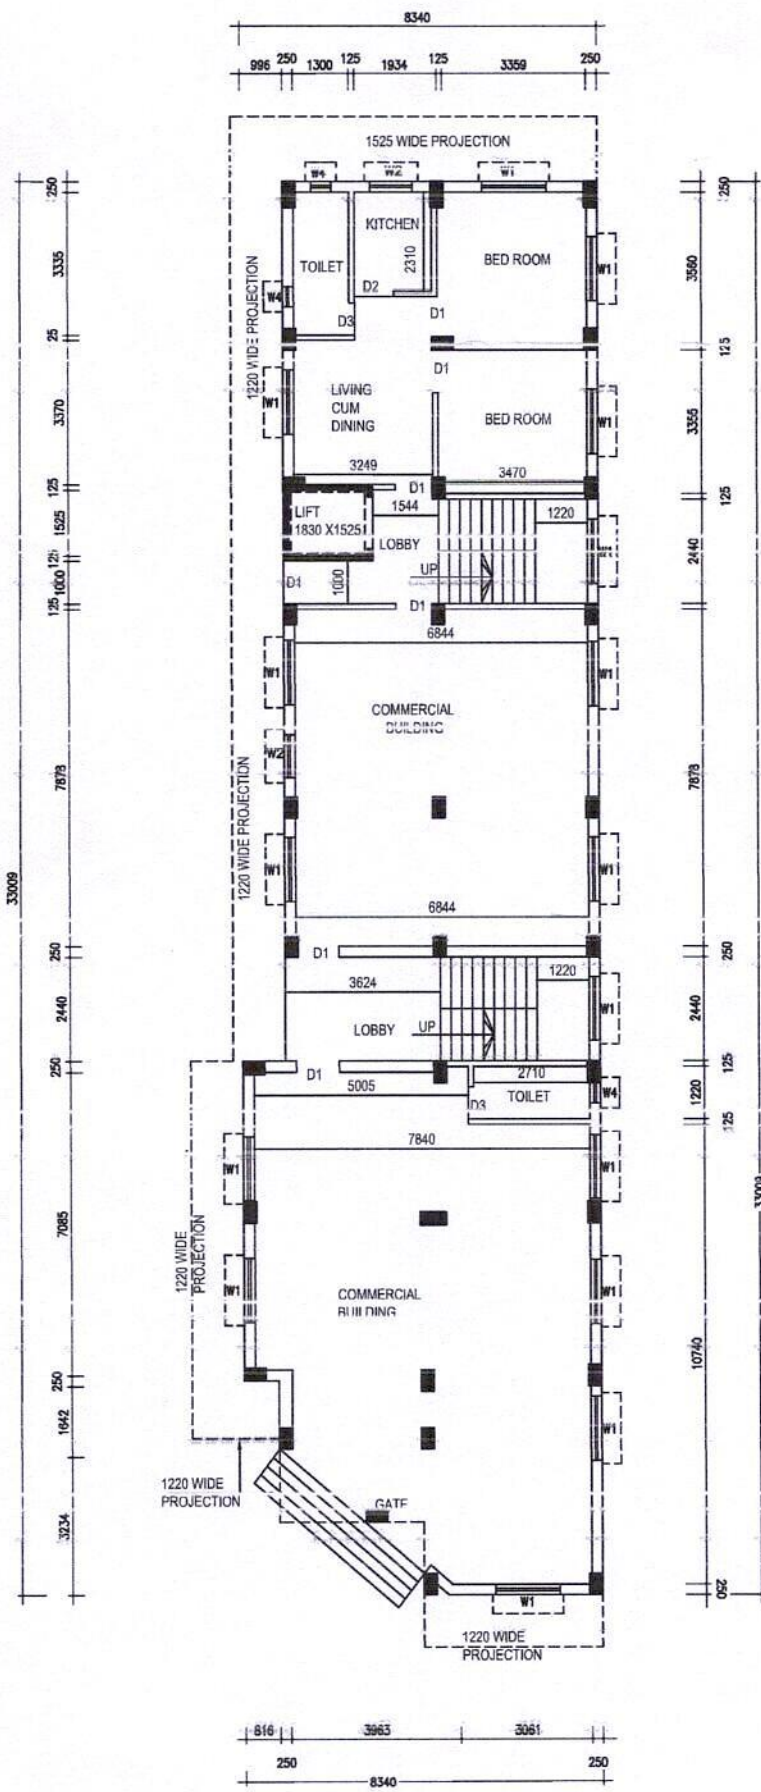 8340
996 250 1300 125 1934 125 3359 250
1525 WIDE PROJECTION
W4 W2 W1
250 250
KITCHEN
3335 TOILET 2310 BED ROOM W1 3560
W4 D2
D3 D1
25 1220 WIDE PROJECTION 125
D1
W1 LIVING
CUM
DINING BED ROOM W1
3370 3355
3249 3470
125 D1 125
1544 1220
LIFT
1830 X1525
1525 LOBBY 2440
125 UP
1000 D1 1000
125 D1
6844
W1 W1
COMMERCIAL
BUILDING
W2
7878 1220 WIDE PROJECTION 7878
W1 W1
33009
6844
250 D1 250
1220
3624
2440 W1 2440
LOBBY UP
250 D1 2710 125
5005 TOILET W4 1220
D3
7840 125
W1 W1
33009
7085 1220 WIDE
PROJECTION
W1 COMMERCIAL
BUILDING W1
10740
250
1642 W1
1220 WIDE
PROJECTION GATE
3234
W1 250
1220 WIDE
PROJECTION
616 3963 3061
250 250
8340